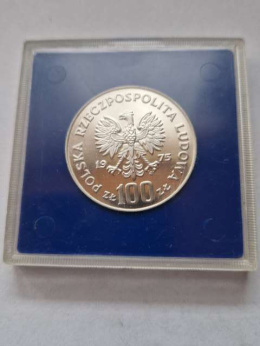 POLSKA RZECZPOSPOLITA LUDOWA
19 75
zł 100 zł